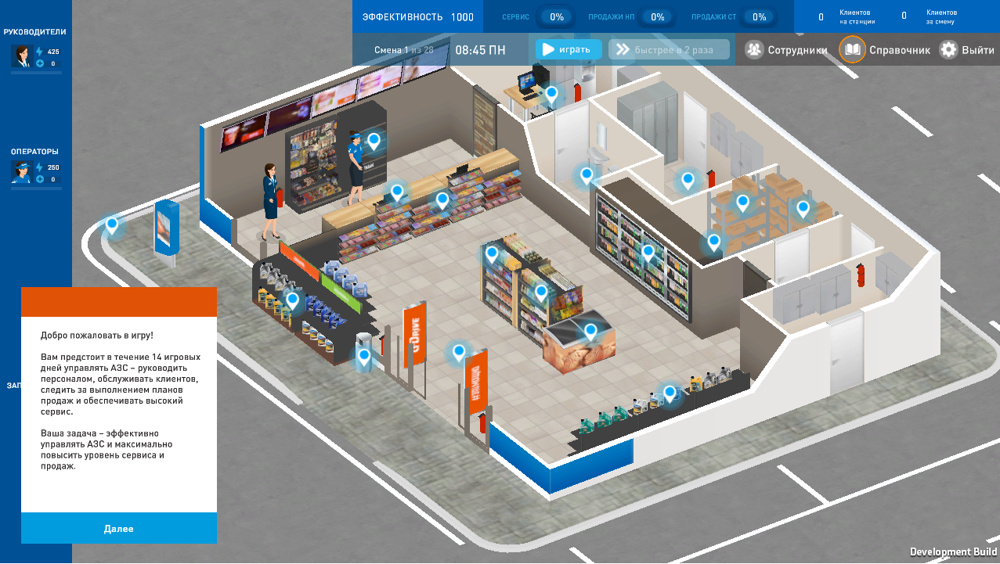 ЭФФЕКТИВНОСТЬ 1000
СЕРВИС 0%
ПРОДАЖИ НП 0%
ПРОДАЖИ СТ 0%
0 Клиентов на станции
0 Клиентов за смену
Смена 1 из 28
08:45 ПН
играть
быстрее в 2 раза
Сотрудники
Справочник
Выйти
РУКОВОДИТЕЛИ
425
0
ОПЕРАТОРЫ
250
0
Добро пожаловать в игру!
Вам предстоит в течение 14 игровых
дней управлять АЗС – руководить
персоналом, обслуживать клиентов,
следить за выполнением планов
продаж и обеспечивать высокий
сервис.
Ваша задача – эффективно
управлять АЗС и максимально
повысить уровень сервиса и
продаж.
Далее
G-DRIVE
Development Build